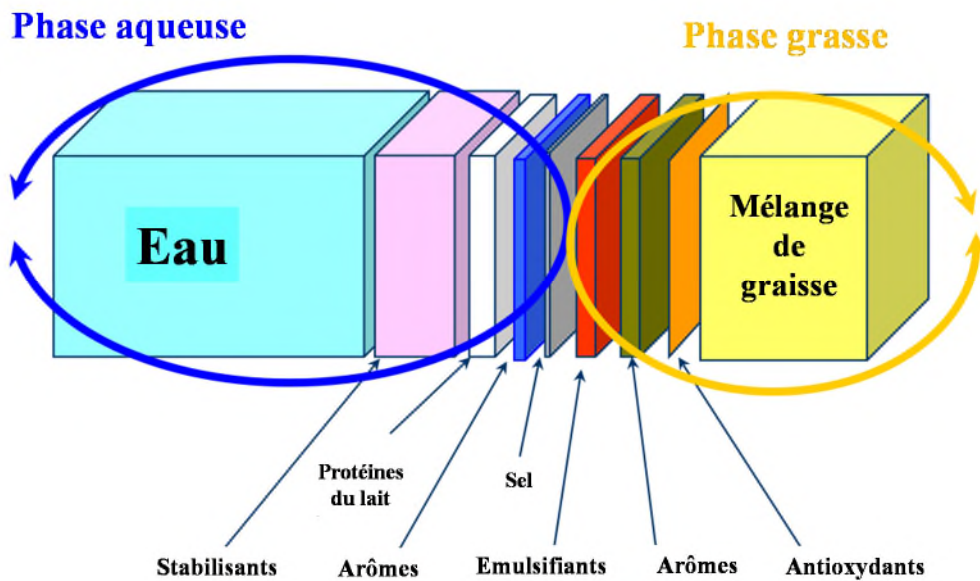 Phase aqueuse
Phase grasse
Eau
Mélange
de
graisse
Protéines
du lait
Sel
Stabilisants
Arômes
Emulsifiants
Arômes
Antioxydants